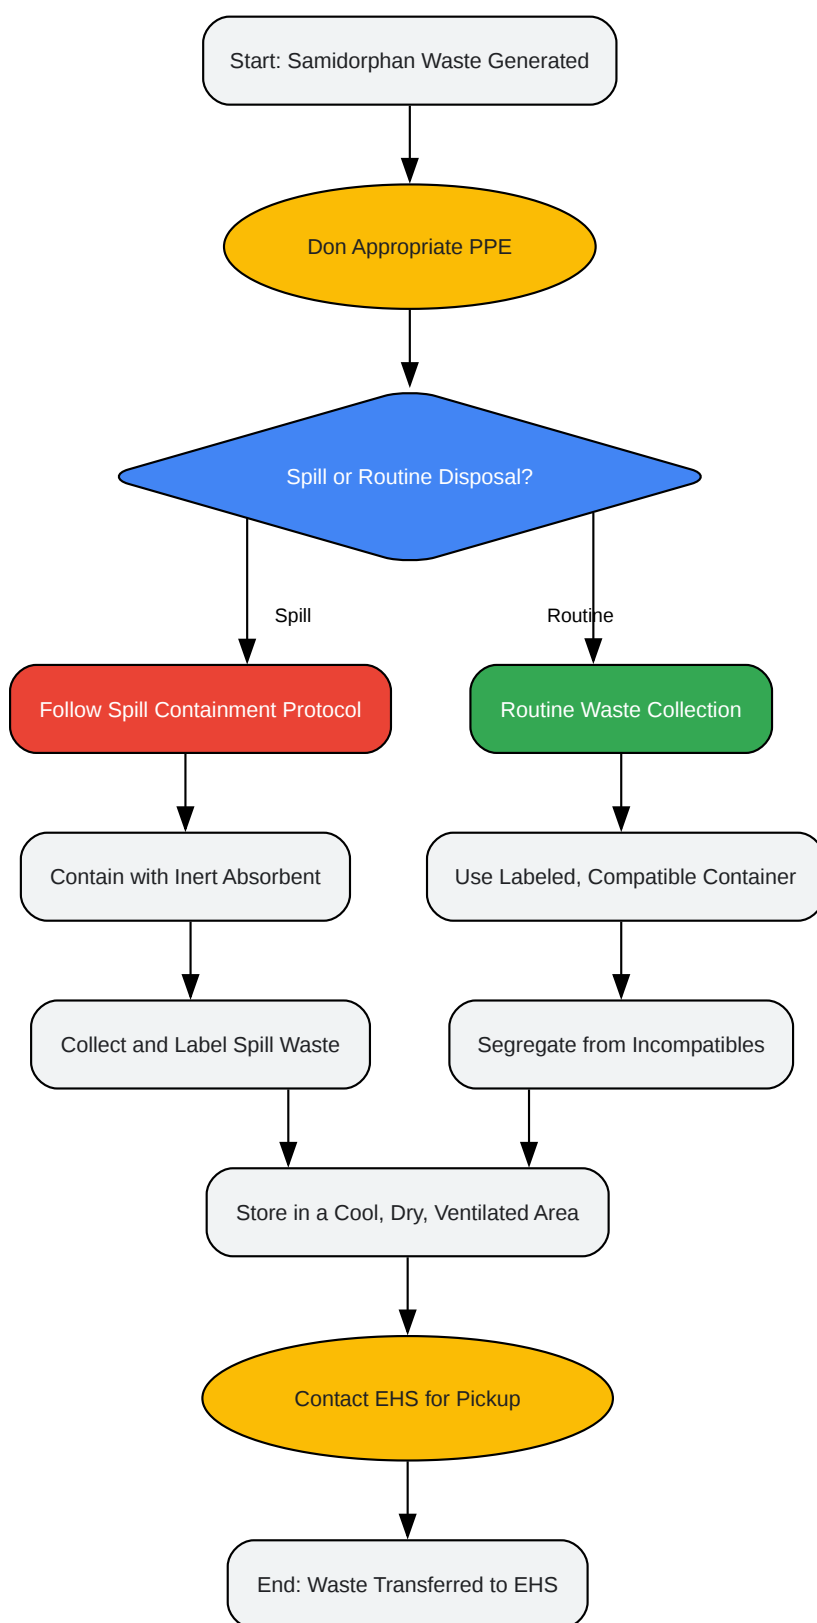 Start: Samidorphan Waste Generated
Don Appropriate PPE
Spill or Routine Disposal?
Spill
Routine
Follow Spill Containment Protocol
Routine Waste Collection
Contain with Inert Absorbent
Use Labeled, Compatible Container
Collect and Label Spill Waste
Segregate from Incompatibles
Store in a Cool, Dry, Ventilated Area
Contact EHS for Pickup
End: Waste Transferred to EHS